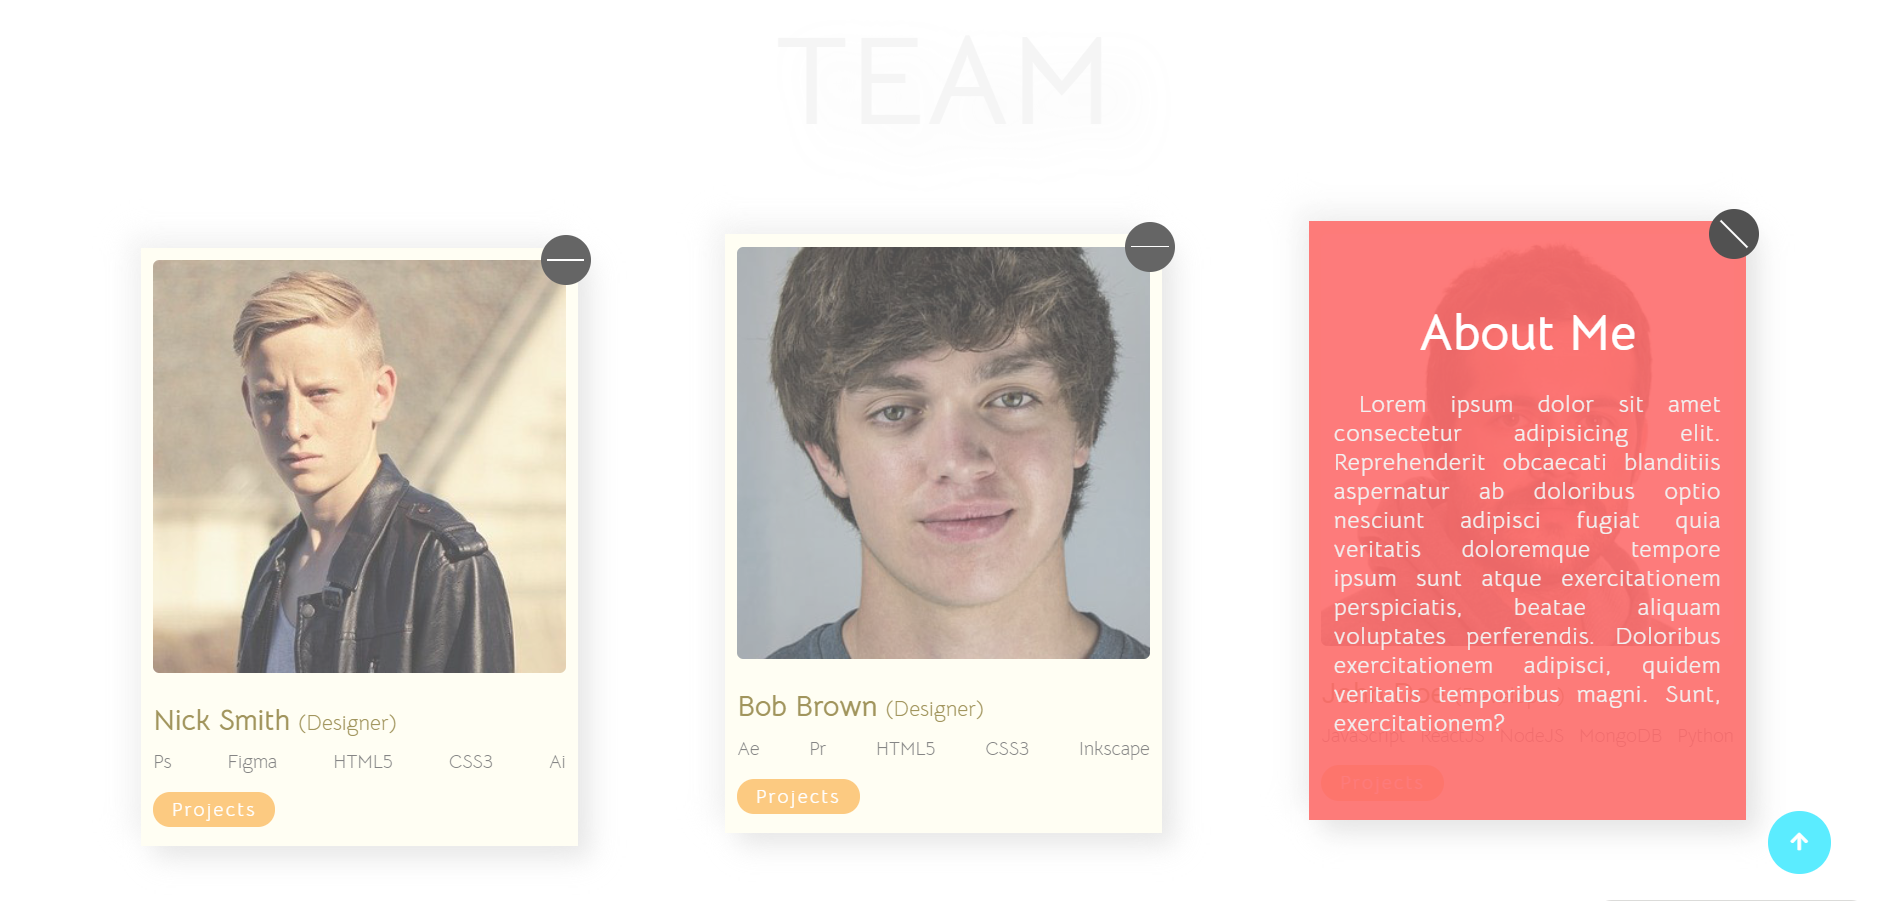 TEAM
Nick Smith (Designer)
Ps Figma HTML5 CSS3 Ai
Projects
Bob Brown (Designer)
Ae Pr HTML5 CSS3 Inkscape
Projects
About Me
Lorem ipsum dolor sit amet
consectetur adipisicing elit.
Reprehenderit obcaecati blanditiis
aspernatur ab doloribus optio
nesciunt adipisci fugiat quia
veritatis doloremque tempore
ipsum sunt atque exercitationem
perspiciatis, beatae aliquam
voluptates perferendis. Doloribus
exercitationem adipisci, quidem
veritatis temporibus magni. Sunt,
exercitationem?
JavaScript ReactJS NodeJS MongoDB Python
Projects